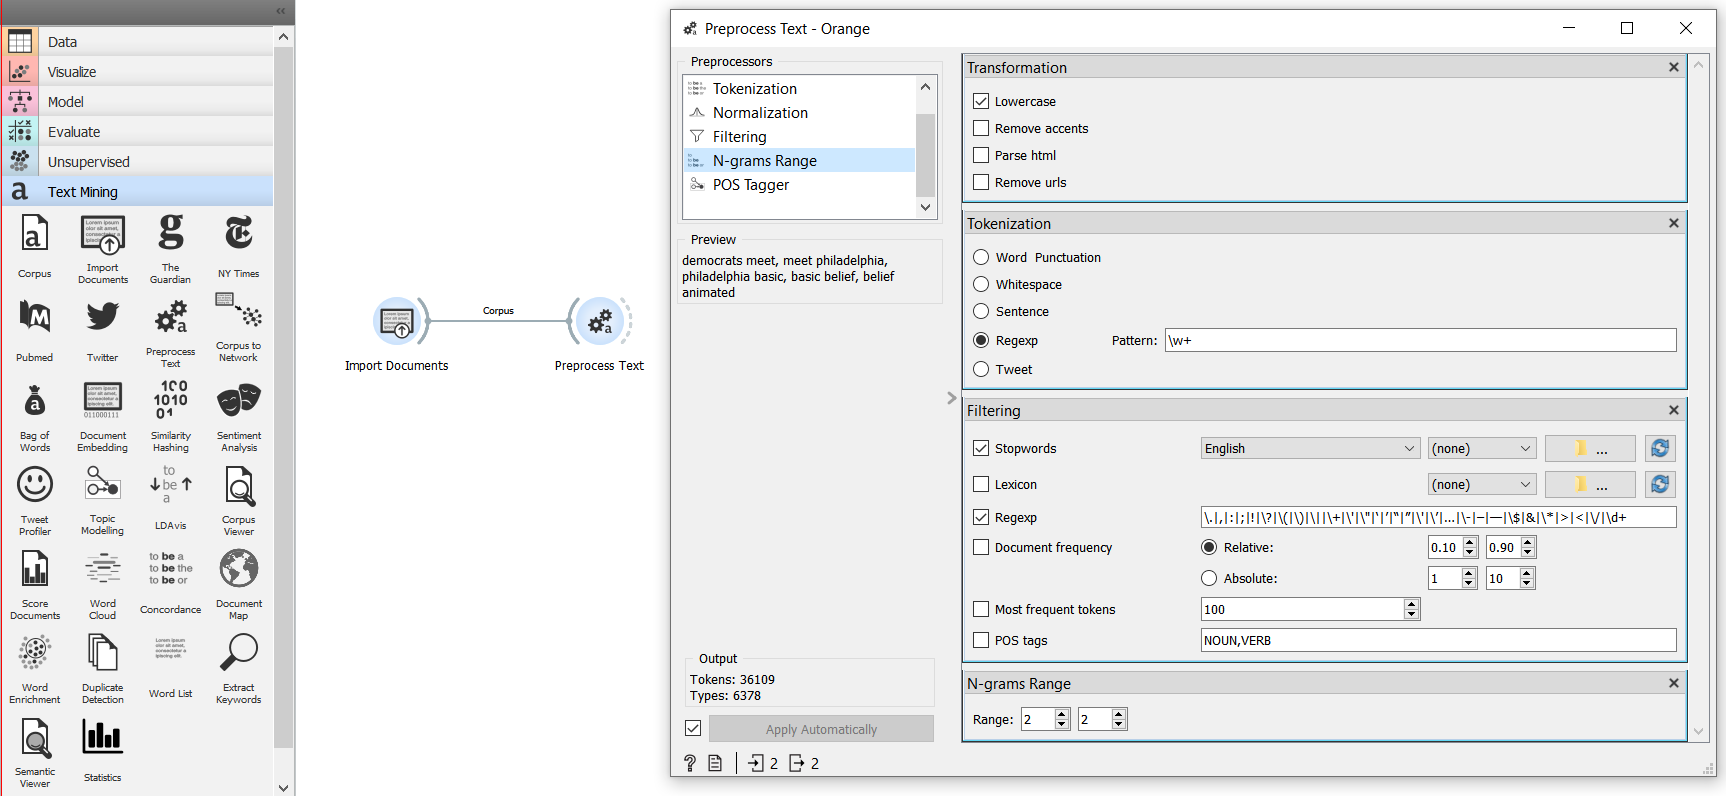 Data
Visualize
Model
Evaluate
Unsupervised
Text Mining
Corpus
Import Documents
The Guardian
NY Times
Pubmed
Twitter
Preprocess Text
Corpus to Network
Bag of Words
Document Embedding
Similarity Hashing
Sentiment Analysis
Tweet Profiler
Topic Modelling
LDAvis
Corpus Viewer
Score Documents
Word Cloud
Concordance
Document Map
Word Enrichment
Duplicate Detection
Word List
Extract Keywords
Semantic Viewer
Statistics
Import Documents
Corpus
Preprocess Text
Preprocess Text - Orange
Preprocessors
Tokenization
Normalization
Filtering
N-grams Range
POS Tagger
Preview
democrats meet, meet philadelphia,
philadelphia basic, basic belief, belief
animated
Output
Tokens: 36109
Types: 6378
Apply Automatically
? 2 2
Transformation
Lowercase
Remove accents
Parse html
Remove urls
Tokenization
Word Punctuation
Whitespace
Sentence
Regexp Pattern: \w+
Tweet
Filtering
Stopwords English (none) ...
Lexicon (none) ...
Regexp \.|,|:|;|!|\?|\(|\)|\||\+|\'|\"|‘|’|“|”|\'|\’|…|\-|–|—|\$|&|\*|>|<|\/|\d+
Document frequency Relative: 0.10 0.90
Absolute: 1 10
Most frequent tokens 100
POS tags NOUN,VERB
N-grams Range
Range: 2 2